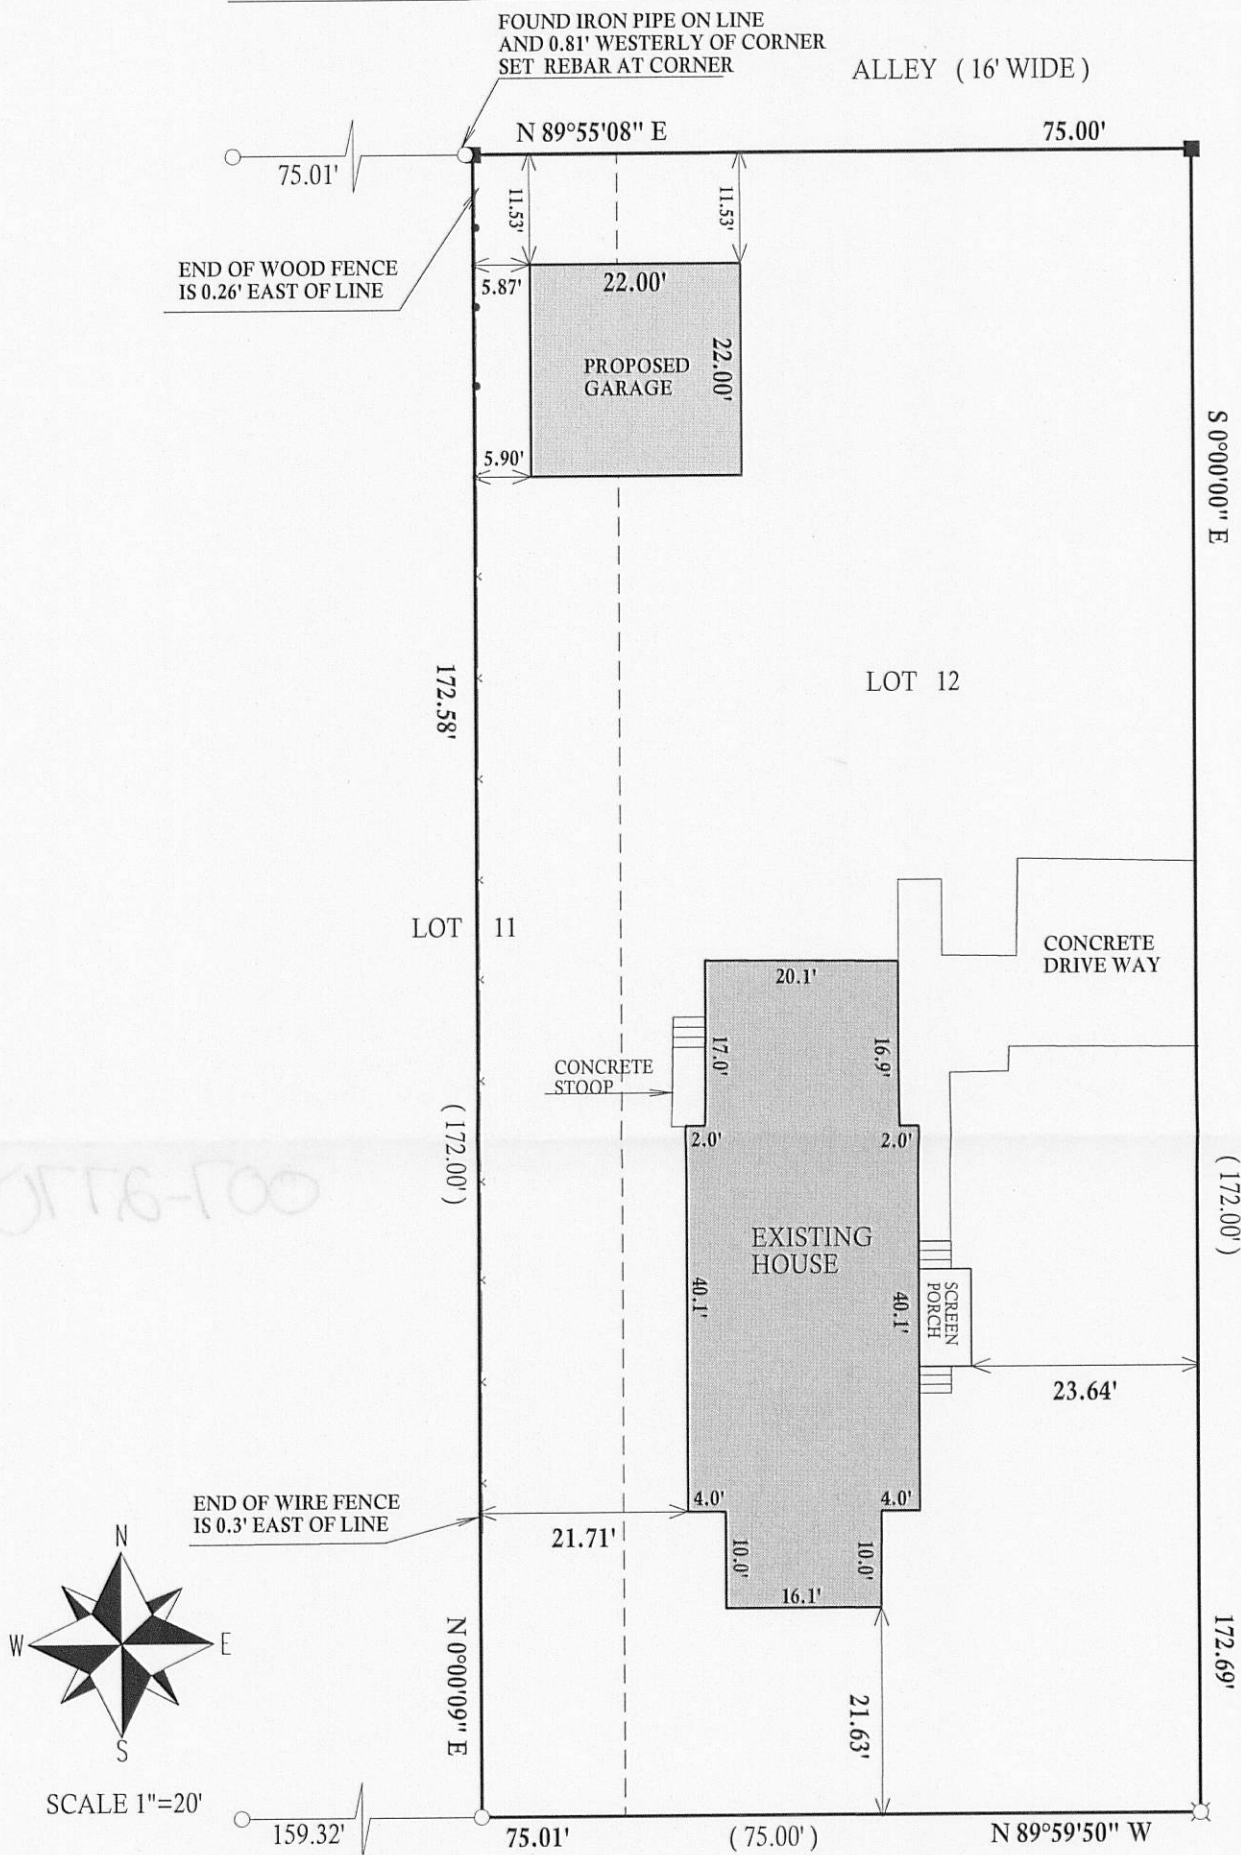 FOUND IRON PIPE ON LINE
AND 0.81' WESTERLY OF CORNER
SET REBAR AT CORNER
ALLEY ( 16' WIDE )
N 89°55'08" E
75.00'
75.01'
11.53'
11.53'
END OF WOOD FENCE
IS 0.26' EAST OF LINE
5.87'
22.00'
22.00'
PROPOSED
GARAGE
5.90'
S 0°00'00" E
172.58'
LOT 12
LOT 11
CONCRETE
DRIVE WAY
20.1'
17.0'
16.9'
CONCRETE
STOOP
2.0'
2.0'
( 172.00' )
( 172.00' )
EXISTING
HOUSE
40.1'
40.1'
SCREEN
PORCH
23.64'
END OF WIRE FENCE
IS 0.3' EAST OF LINE
4.0'
4.0'
21.71'
10.0'
10.0'
16.1'
N
W E
S
N 0°00'09" E
21.63'
172.69'
SCALE 1"=20'
159.32'
75.01'
( 75.00' )
N 89°59'50" W